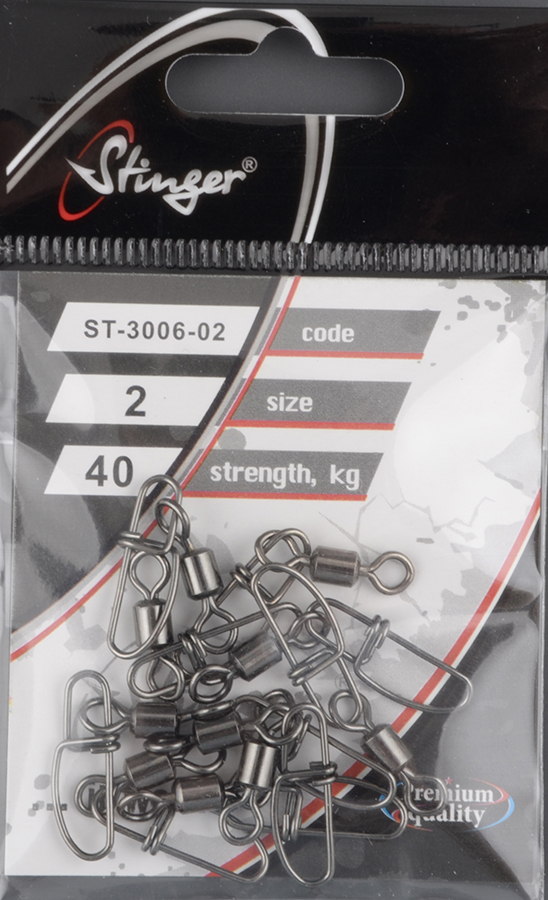 Stinger®
ST-3006-02 code
2 size
40 strength, kg
Premium
Quality